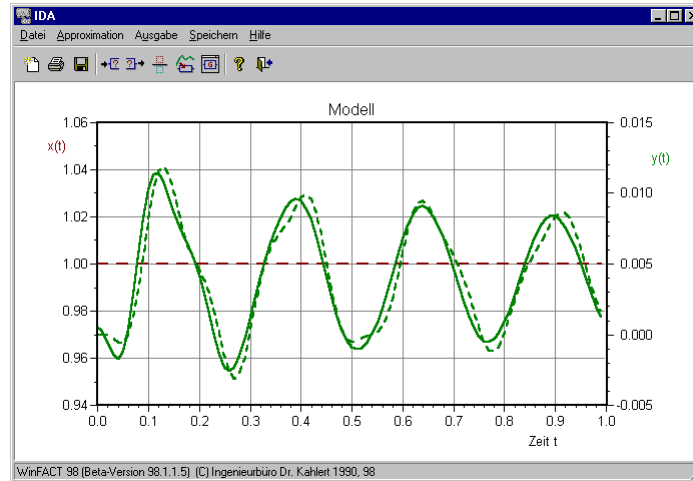 IDA
Datei Approximation Ausgabe Speichern Hilfe
Modell
1.06
1.04
1.02
1.00
0.98
0.96
0.94
x(t)
0.015
0.010
0.005
0.000
-0.005
y(t)
0.0 0.1 0.2 0.3 0.4 0.5 0.6 0.7 0.8 0.9 1.0
Zeit t
WinFACT 98 (Beta-Version 98.1.1.5) (C) Ingenieurbüro Dr. Kahlert 1990, 98